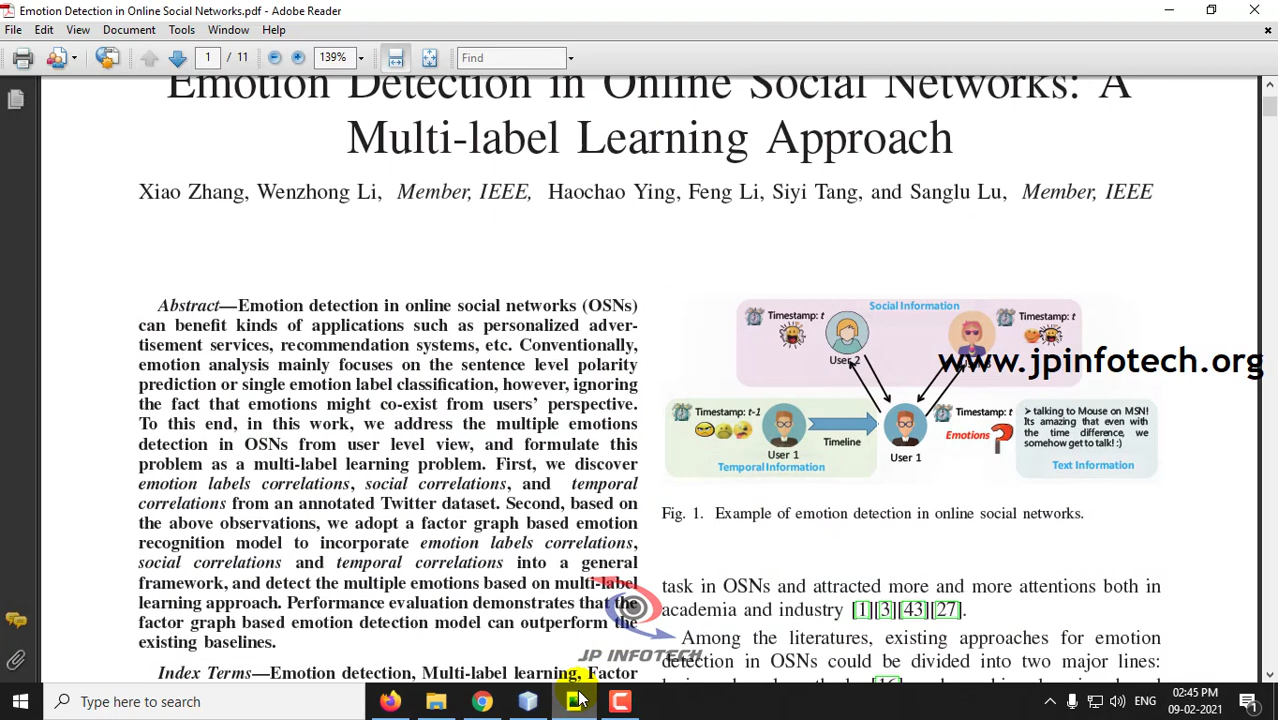 Emotion Detection in Online Social Networks.pdf - Adobe Reader
File Edit View Document Tools Window Help
1 / 11 139% Find
Emotion Detection in Online Social Networks: A
Multi-label Learning Approach
Xiao Zhang, Wenzhong Li, Member, IEEE, Haochao Ying, Feng Li, Siyi Tang, and Sanglu Lu, Member, IEEE
Abstract—Emotion detection in online social networks (OSNs)
can benefit kinds of applications such as personalized adver-
tisement services, recommendation systems, etc. Conventionally,
emotion analysis mainly focuses on the sentence level polarity
prediction or single emotion label classification, however, ignoring
the fact that emotions might co-exist from users' perspective.
To this end, in this work, we address the multiple emotions
detection in OSNs from user level view, and formulate this
problem as a multi-label learning problem. First, we discover
emotion labels correlations, social correlations, and temporal
correlations from an annotated Twitter dataset. Second, based on
the above observations, we adopt a factor graph based emotion
recognition model to incorporate emotion labels correlations,
social correlations and temporal correlations into a general
framework, and detect the multiple emotions based on multi-label
learning approach. Performance evaluation demonstrates that the
factor graph based emotion detection model can outperform the
existing baselines.
Index Terms—Emotion detection, Multi-label learning, Factor
Social Information
Timestamp: t
User 2
Timestamp: t
www.jpinfotech.org
Timestamp: t-1
User 1
Temporal Information
Timeline
User 1
Timestamp: t
Emotions ?
➢ talking to Mouse on MSN!
Its amazing that even with
the time difference, we
somehow get to talk! :)
Text Information
Fig. 1. Example of emotion detection in online social networks.
task in OSNs and attracted more and more attentions both in
academia and industry [1][3][43][27].
Among the literatures, existing approaches for emotion
detection in OSNs could be divided into two major lines:
JP INFOTECH
Type here to search
ENG
02:45 PM
09-02-2021
1